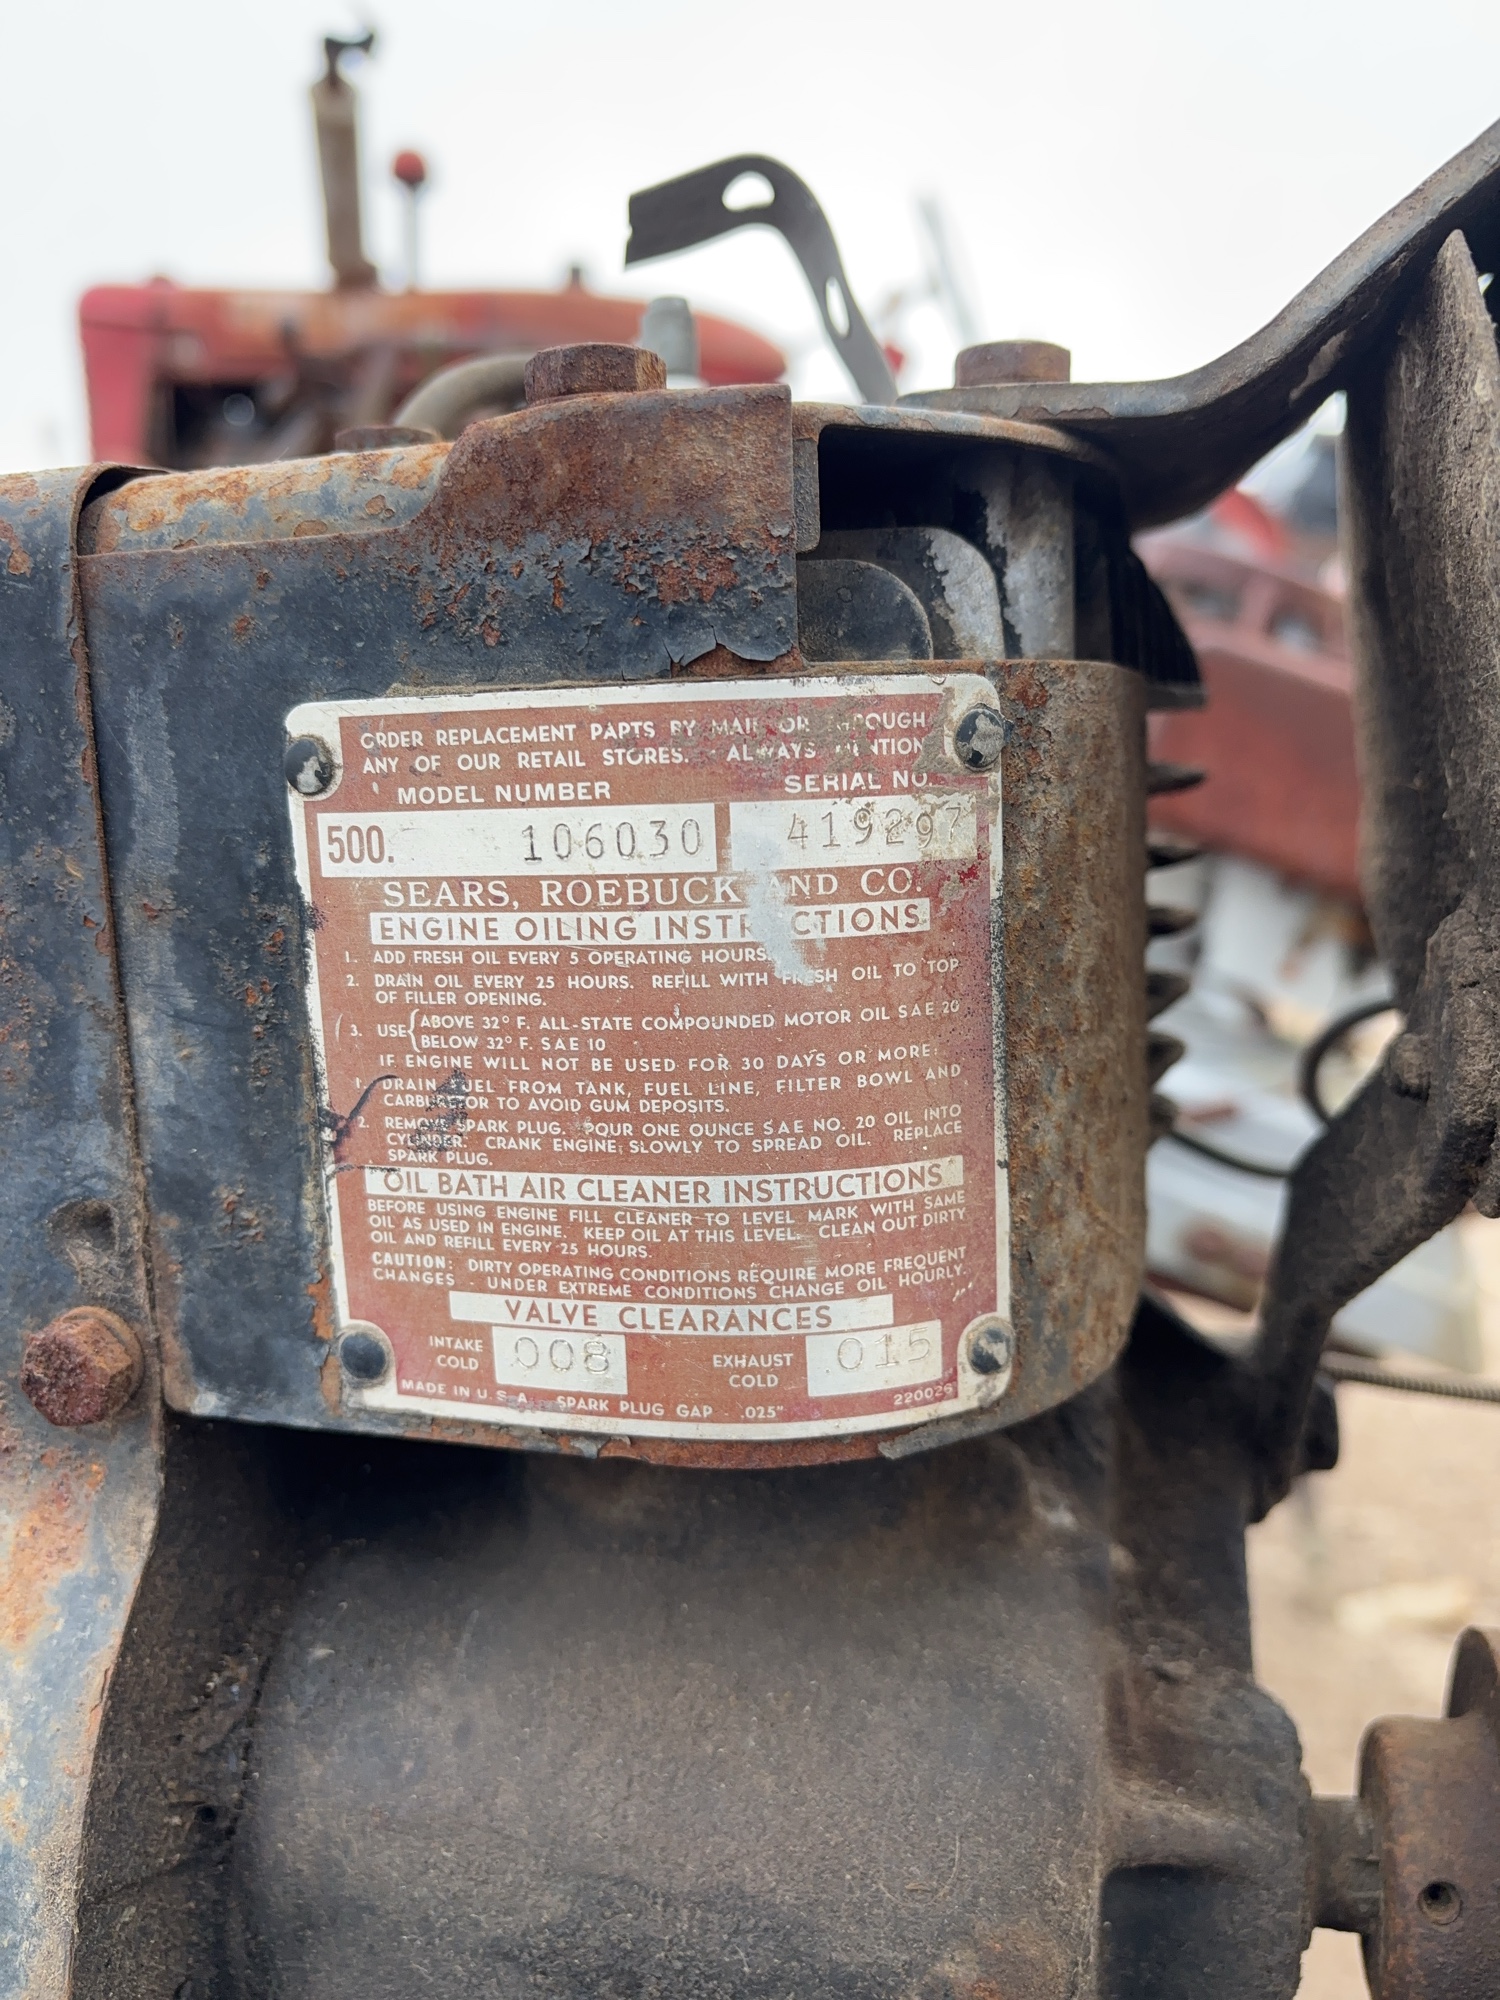 ORDER REPLACEMENT PARTS BY MAIL OR THROUGH
ANY OF OUR RETAIL STORES. ALWAYS MENTION
MODEL NUMBER SERIAL NO.
500. 106030 419297
SEARS, ROEBUCK AND CO.
ENGINE OILING INSTRUCTIONS
1. ADD FRESH OIL EVERY 5 OPERATING HOURS.
2. DRAIN OIL EVERY 25 HOURS. REFILL WITH FRESH OIL TO TOP
OF FILLER OPENING.
3. USE { ABOVE 32° F. ALL-STATE COMPOUNDED MOTOR OIL SAE 20
BELOW 32° F. SAE 10
IF ENGINE WILL NOT BE USED FOR 30 DAYS OR MORE:
1. DRAIN FUEL FROM TANK, FUEL LINE, FILTER BOWL AND
CARBURETOR TO AVOID GUM DEPOSITS.
2. REMOVE SPARK PLUG. POUR ONE OUNCE SAE NO. 20 OIL INTO
CYLINDER. CRANK ENGINE SLOWLY TO SPREAD OIL. REPLACE
SPARK PLUG.
OIL BATH AIR CLEANER INSTRUCTIONS
BEFORE USING ENGINE FILL CLEANER TO LEVEL MARK WITH SAME
OIL AS USED IN ENGINE. KEEP OIL AT THIS LEVEL. CLEAN OUT DIRTY
OIL AND REFILL EVERY 25 HOURS.
CAUTION: DIRTY OPERATING CONDITIONS REQUIRE MORE FREQUENT
CHANGES - UNDER EXTREME CONDITIONS CHANGE OIL HOURLY.
VALVE CLEARANCES
INTAKE COLD 008 EXHAUST COLD .015
MADE IN U.S.A. SPARK PLUG GAP .025" 220026